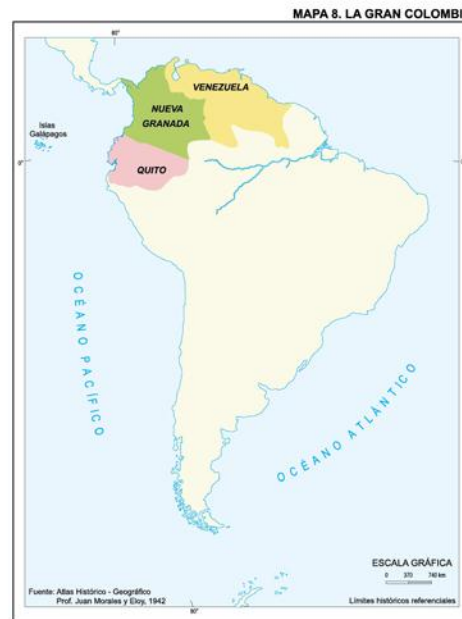 MAPA 8. LA GRAN COLOMBI
80°
VENEZUELA
NUEVA
GRANADA
Islas
Galápagos
0°
QUITO
OCÉANO PACÍFICO
OCÉANO ATLÁNTICO
ESCALA GRÁFICA
0 370 740 km
Fuente: Atlas Histórico - Geográfico
Prof. Juan Morales y Eloy, 1942
Límites históricos referenciales
80°